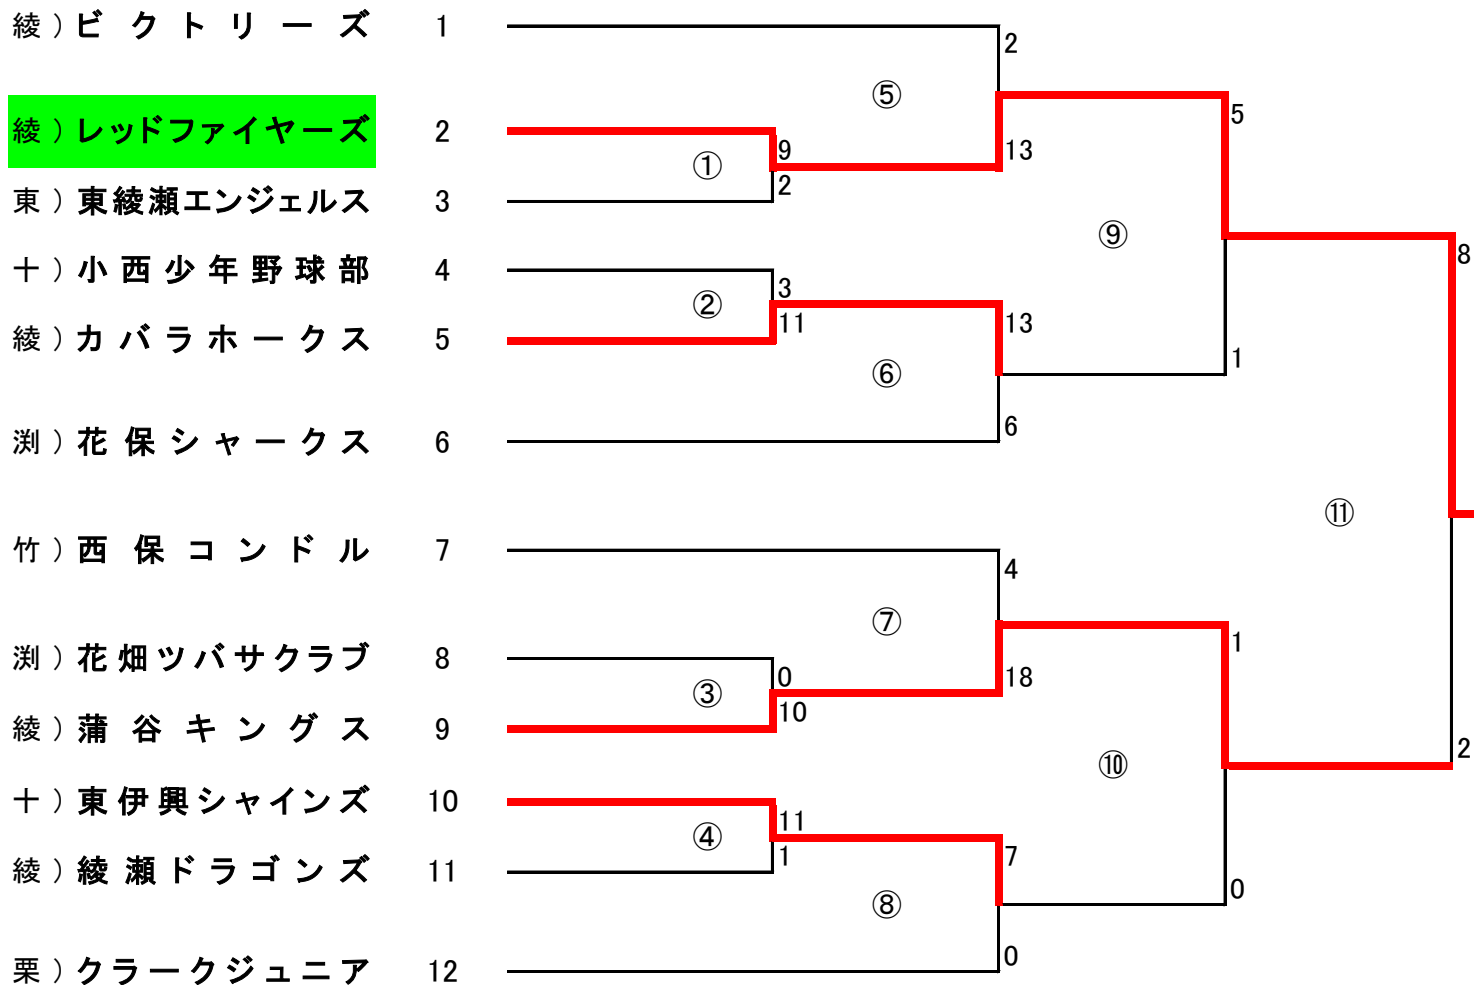 綾）ビクトリーズ 1
2
⑤
5
綾）レッドファイヤーズ 2
9
13
①
2
東）東綾瀬エンジェルス 3
⑨
8
十）小西少年野球部 4
3
②
11
13
綾）カバラホークス 5
1
⑥
6
渕）花保シャークス 6
⑪
竹）西保コンドル 7
4
⑦
1
渕）花畑ツバサクラブ 8
0
18
③
10
綾）蒲谷キングス 9
2
⑩
十）東伊興シャインズ 10
11
④
1
7
綾）綾瀬ドラゴンズ 11
0
⑧
0
栗）クラークジュニア 12